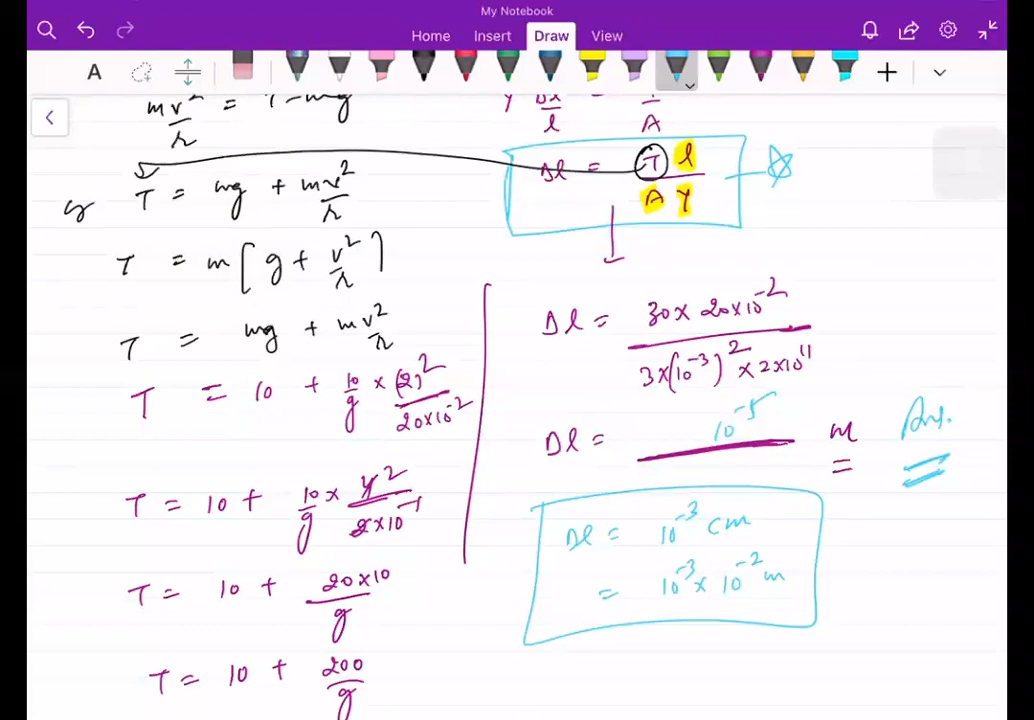 My Notebook
Home Insert Draw View
A
mv²/r = T - mg
T = mg + mv²/r
T = m[g + v²/r]
T = mg + mv²/r
T = 10 + 10/g × (2)²/20×10⁻²
T = 10 + 10/g × 4²/2×10⁻¹
T = 10 + 20×10/g
T = 10 + 200/g
Y Δx/l = /A
Δl = T l/A Y
Δl = 30 × 20×10⁻²/3×(10⁻³)² × 2×10¹¹
Δl = 10⁻⁵ m Ans.
Δl = 10⁻³ cm
= 10⁻³ × 10⁻² m